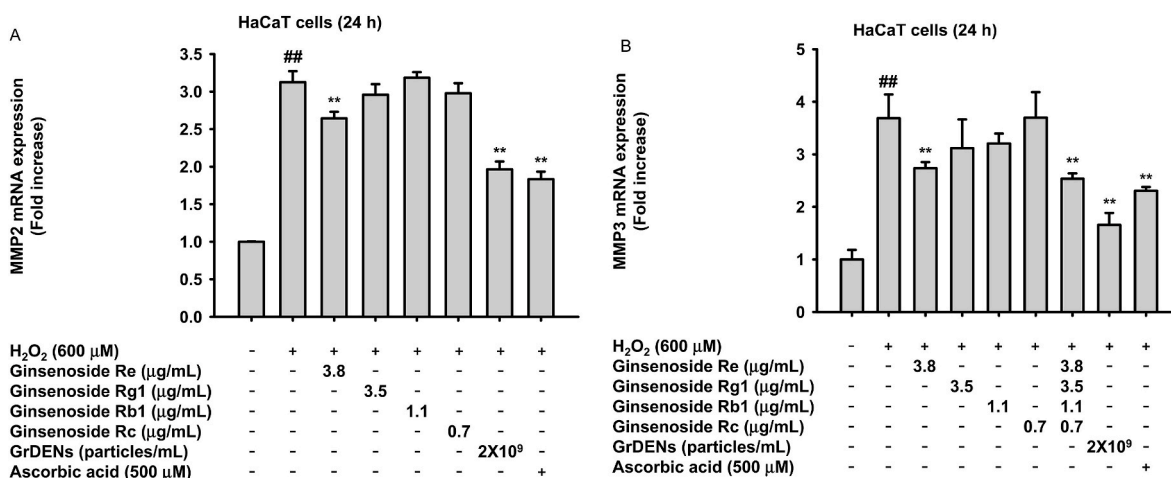 A
HaCaT cells (24 h)
MMP2 mRNA expression
(Fold increase)
3.5
3.0
2.5
2.0
1.5
1.0
0.5
0.0
##
**
**
**
H₂O₂ (600 μM) - + + + + + + +
Ginsenoside Re (μg/mL) - - 3.8 - - - - -
Ginsenoside Rg1 (μg/mL) - - - 3.5 - - - -
Ginsenoside Rb1 (μg/mL) - - - - 1.1 - - -
Ginsenoside Rc (μg/mL) - - - - - 0.7 - -
GrDENs (particles/mL) - - - - - - 2X10⁹ -
Ascorbic acid (500 μM) - - - - - - - +
B
HaCaT cells (24 h)
MMP3 mRNA expression
(Fold increase)
5
4
3
2
1
0
##
**
**
**
**
H₂O₂ (600 μM) - + + + + + + + +
Ginsenoside Re (μg/mL) - - 3.8 - - - 3.8 - -
Ginsenoside Rg1 (μg/mL) - - - 3.5 - - 3.5 - -
Ginsenoside Rb1 (μg/mL) - - - - 1.1 - 1.1 - -
Ginsenoside Rc (μg/mL) - - - - - 0.7 0.7 - -
GrDENs (particles/mL) - - - - - - - 2X10⁹ -
Ascorbic acid (500 μM) - - - - - - - - +